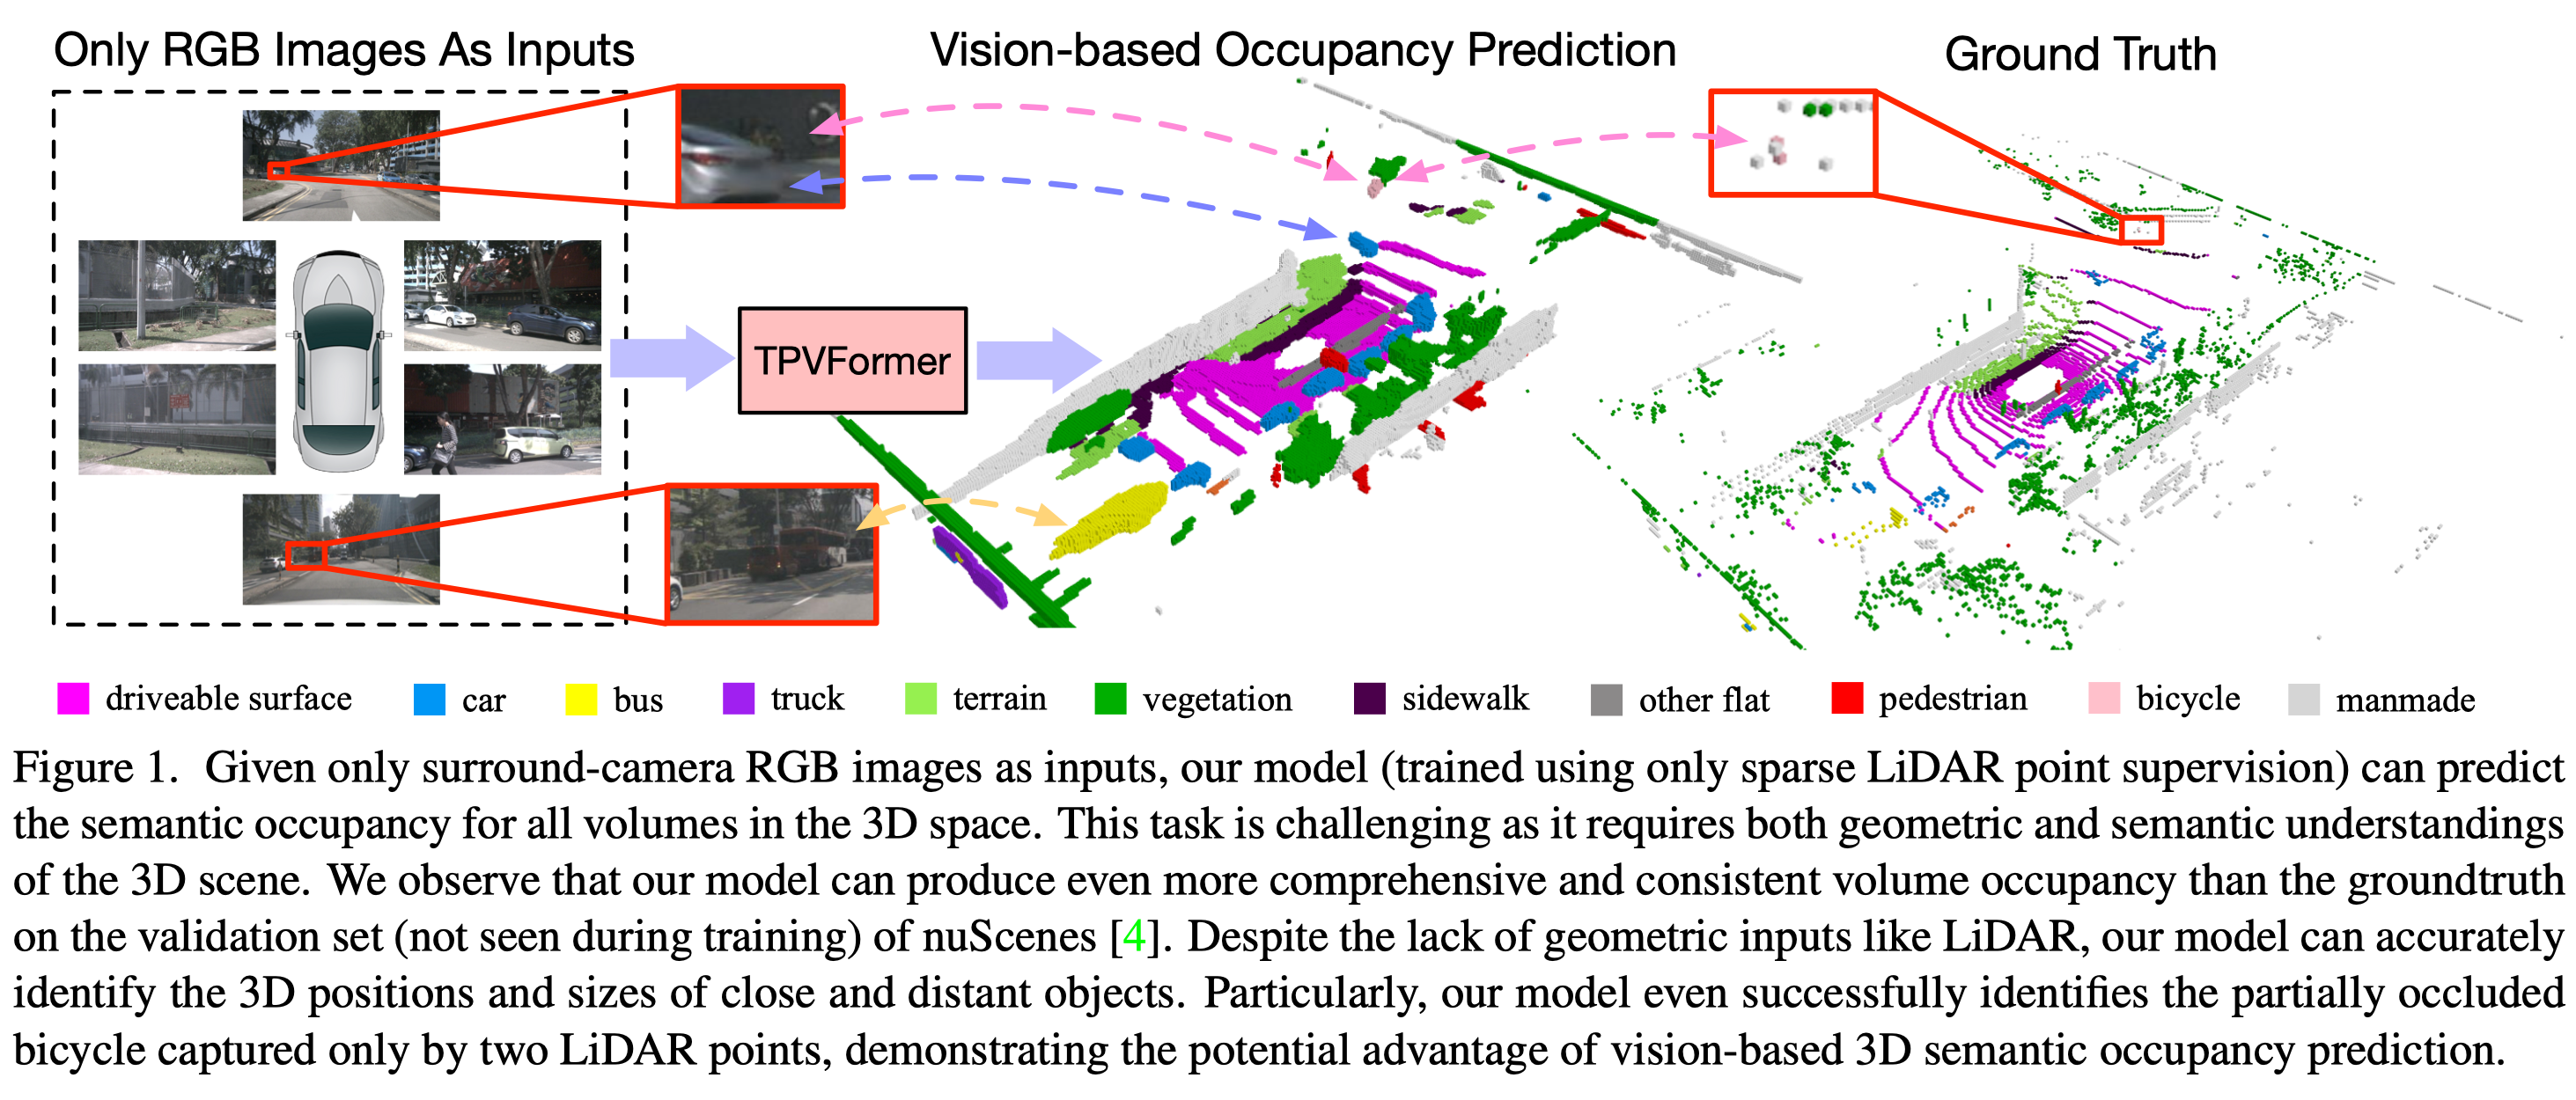 Only RGB Images As Inputs
Vision-based Occupancy Prediction
Ground Truth
TPVFormer
driveable surface
car
bus
truck
terrain
vegetation
sidewalk
other flat
pedestrian
bicycle
manmade
Figure 1. Given only surround-camera RGB images as inputs, our model (trained using only sparse LiDAR point supervision) can predict
the semantic occupancy for all volumes in the 3D space. This task is challenging as it requires both geometric and semantic understandings
of the 3D scene. We observe that our model can produce even more comprehensive and consistent volume occupancy than the groundtruth
on the validation set (not seen during training) of nuScenes [4]. Despite the lack of geometric inputs like LiDAR, our model can accurately
identify the 3D positions and sizes of close and distant objects. Particularly, our model even successfully identifies the partially occluded
bicycle captured only by two LiDAR points, demonstrating the potential advantage of vision-based 3D semantic occupancy prediction.